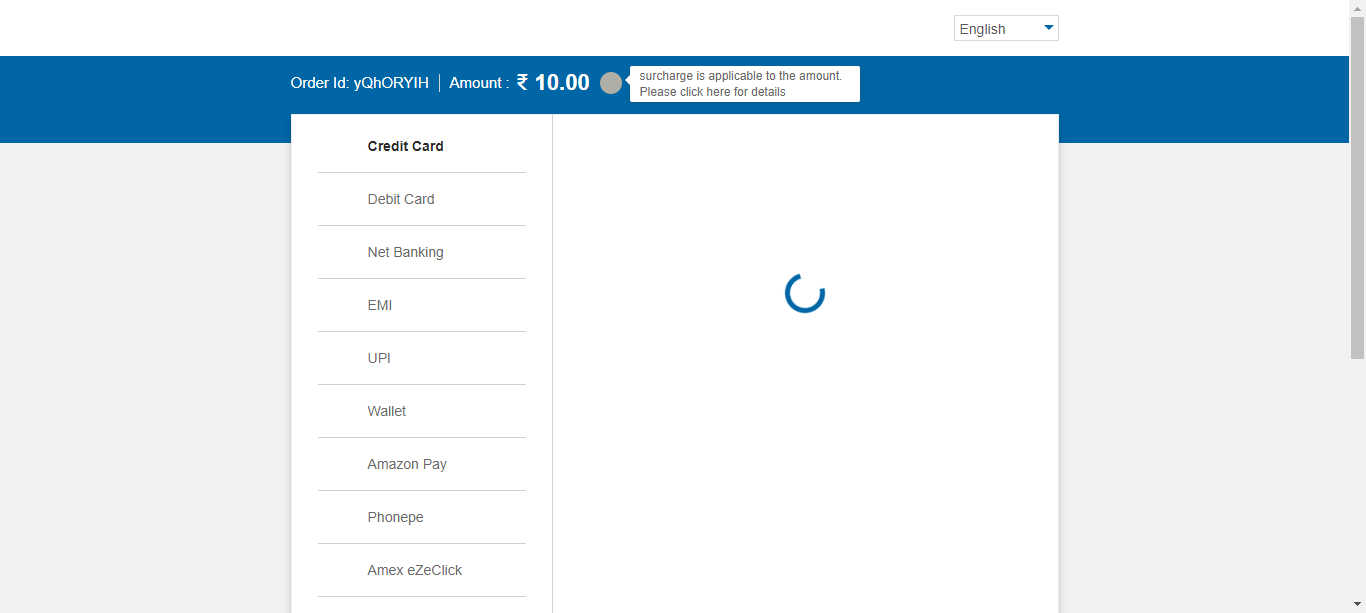 English
Order Id: yQhORYIH | Amount : ₹ 10.00
surcharge is applicable to the amount.
Please click here for details
Credit Card
Debit Card
Net Banking
EMI
UPI
Wallet
Amazon Pay
Phonepe
Amex eZeClick